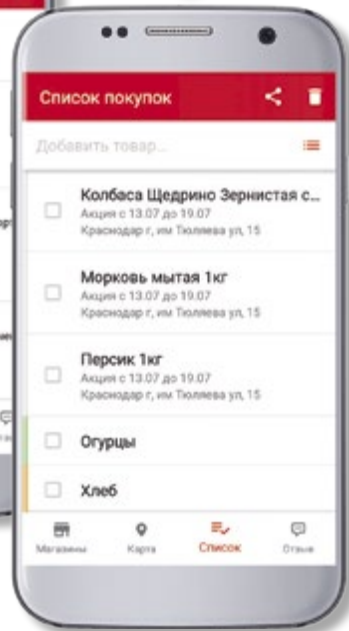 Список покупок
Добавить товар...
Колбаса Щедрино Зернистая с...
Акция с 13.07 до 19.07
Краснодар г, им Тюляева ул, 15
Морковь мытая 1кг
Акция с 13.07 до 19.07
Краснодар г, им Тюляева ул, 15
Персик 1кг
Акция с 13.07 до 19.07
Краснодар г, им Тюляева ул, 15
Огурцы
Хлеб
Магазины Карта Список Отзыв